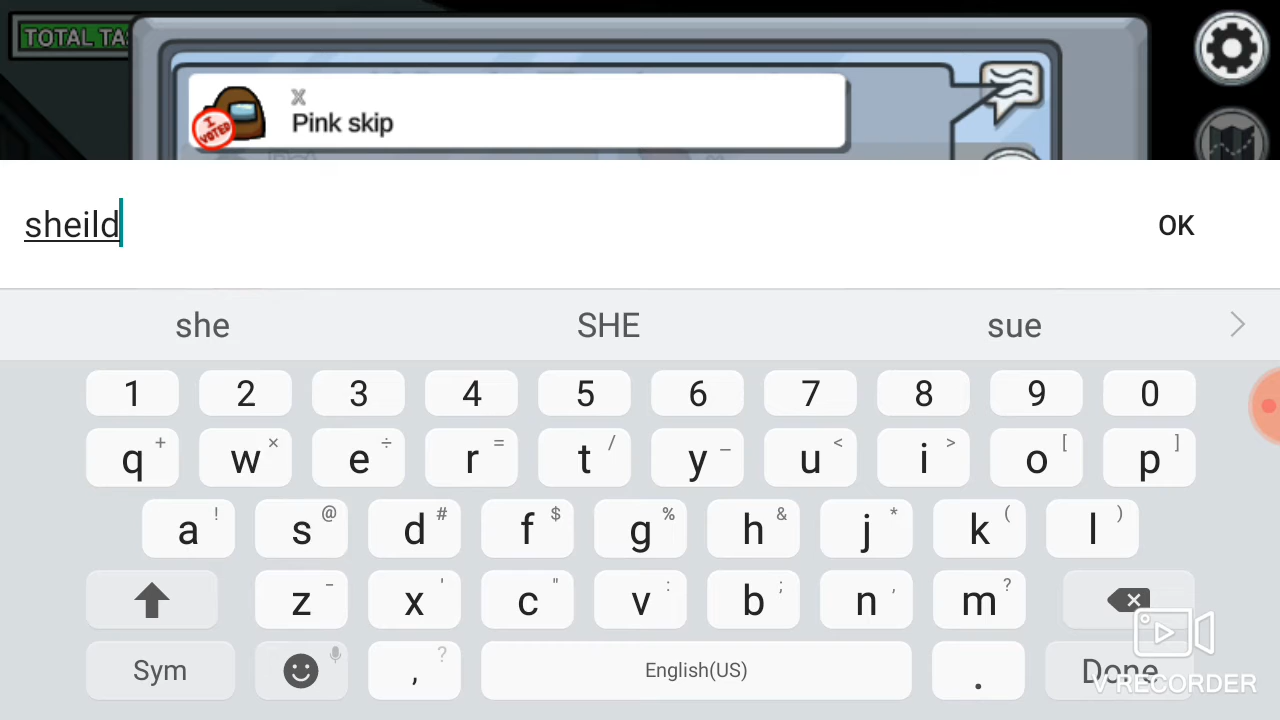 TOTAL TA
X
I VOTED
Pink skip
sheild
OK
she SHE sue
1 2 3 4 5 6 7 8 9 0
q + w × e ÷ r = t / y _ u < i > o [ p ]
a ! s @ d # f $ g % h & j * k ( l )
z - x ' c " v : b ; n , m ?
Sym , ? English(US) . Done
V RECORDER